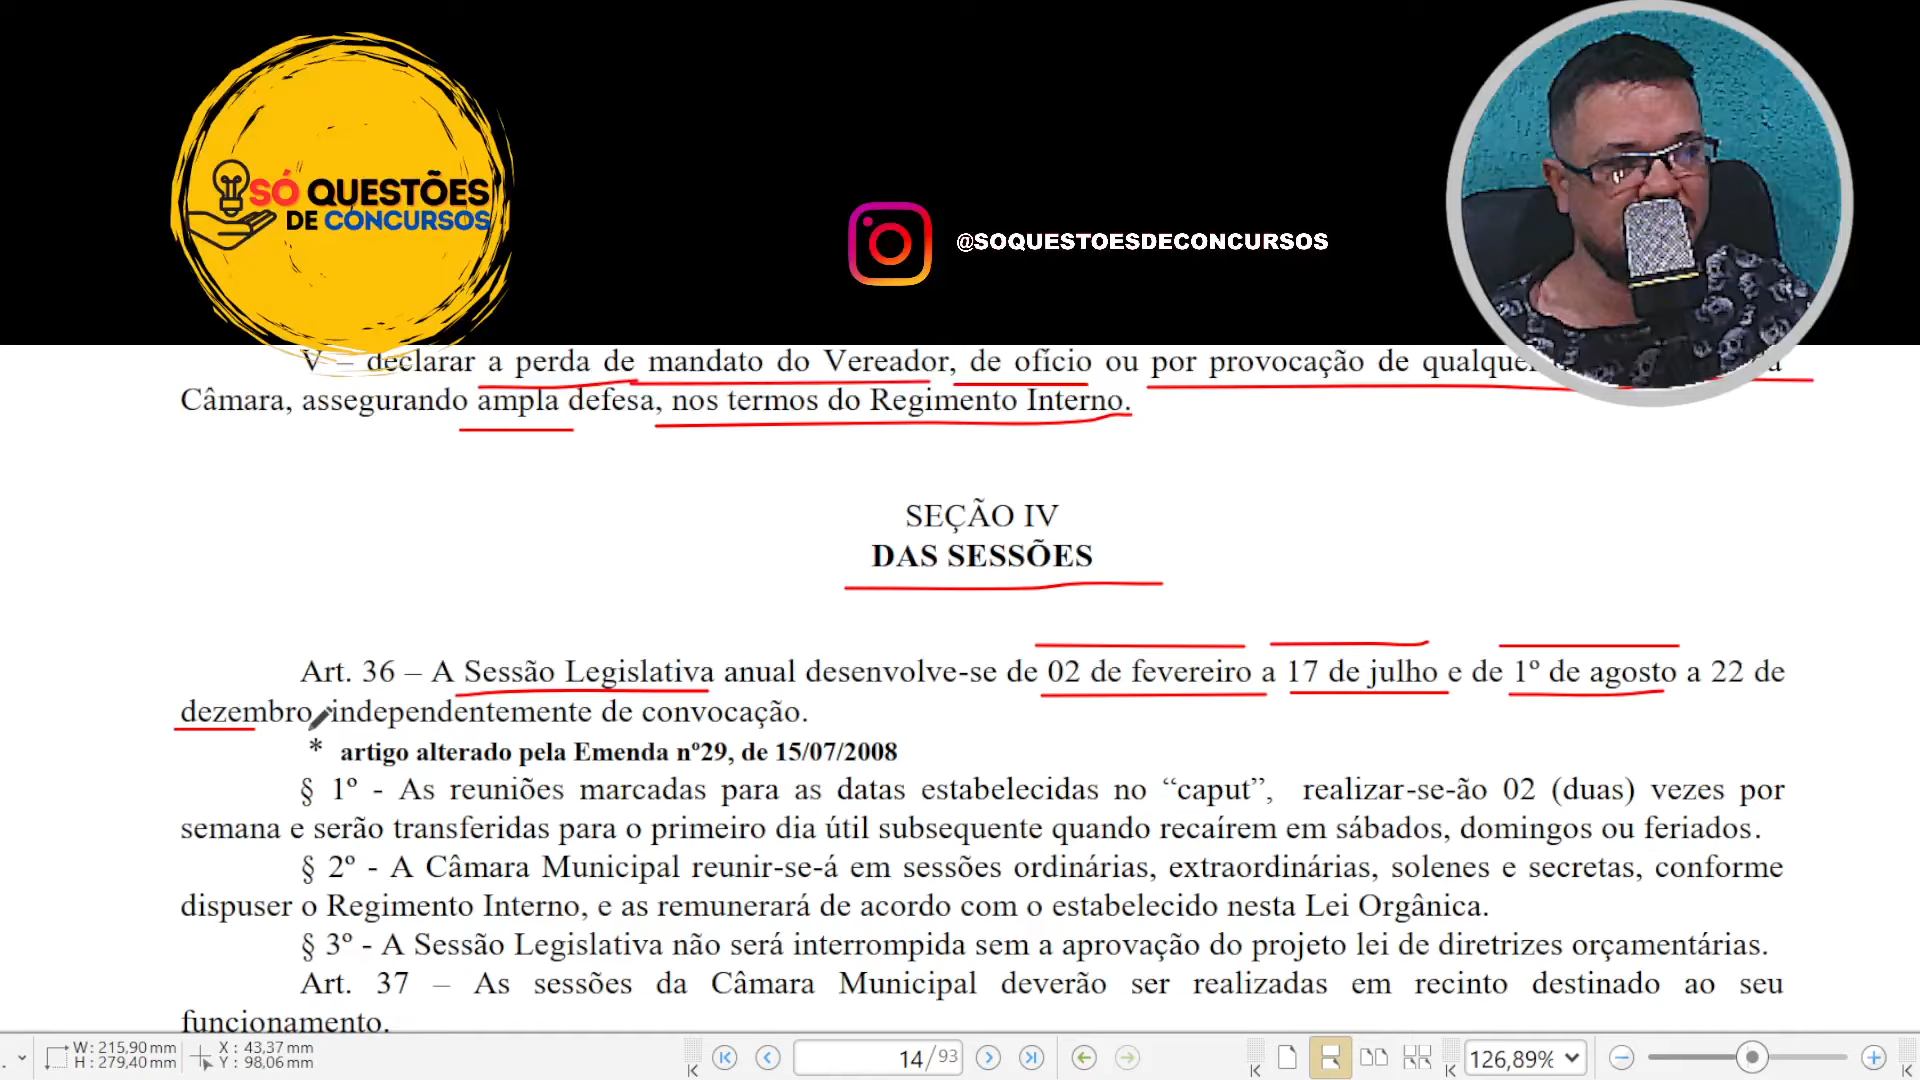 SÓ QUESTÕES
DE CONCURSOS
@SOQUESTOESDECONCURSOS
V – declarar a perda de mandato do Vereador, de ofício ou por provocação de
Câmara, assegurando ampla defesa, nos termos do Regimento Interno.
SEÇÃO IV
DAS SESSÕES
Art. 36 – A Sessão Legislativa anual desenvolve-se de 02 de fevereiro a 17 de julho e de 1º de agosto a 22 de
dezembro independentemente de convocação.
* artigo alterado pela Emenda nº29, de 15/07/2008
§ 1º - As reuniões marcadas para as datas estabelecidas no “caput”, realizar-se-ão 02 (duas) vezes por
semana e serão transferidas para o primeiro dia útil subsequente quando recaírem em sábados, domingos ou feriados.
§ 2º - A Câmara Municipal reunir-se-á em sessões ordinárias, extraordinárias, solenes e secretas, conforme
dispuser o Regimento Interno, e as remunerará de acordo com o estabelecido nesta Lei Orgânica.
§ 3º - A Sessão Legislativa não será interrompida sem a aprovação do projeto lei de diretrizes orçamentárias.
Art. 37 – As sessões da Câmara Municipal deverão ser realizadas em recinto destinado ao seu
funcionamento.
W: 215,90 mm
H: 279,40 mm
X : 43,37 mm
Y : 98,06 mm
14/93
126,89%